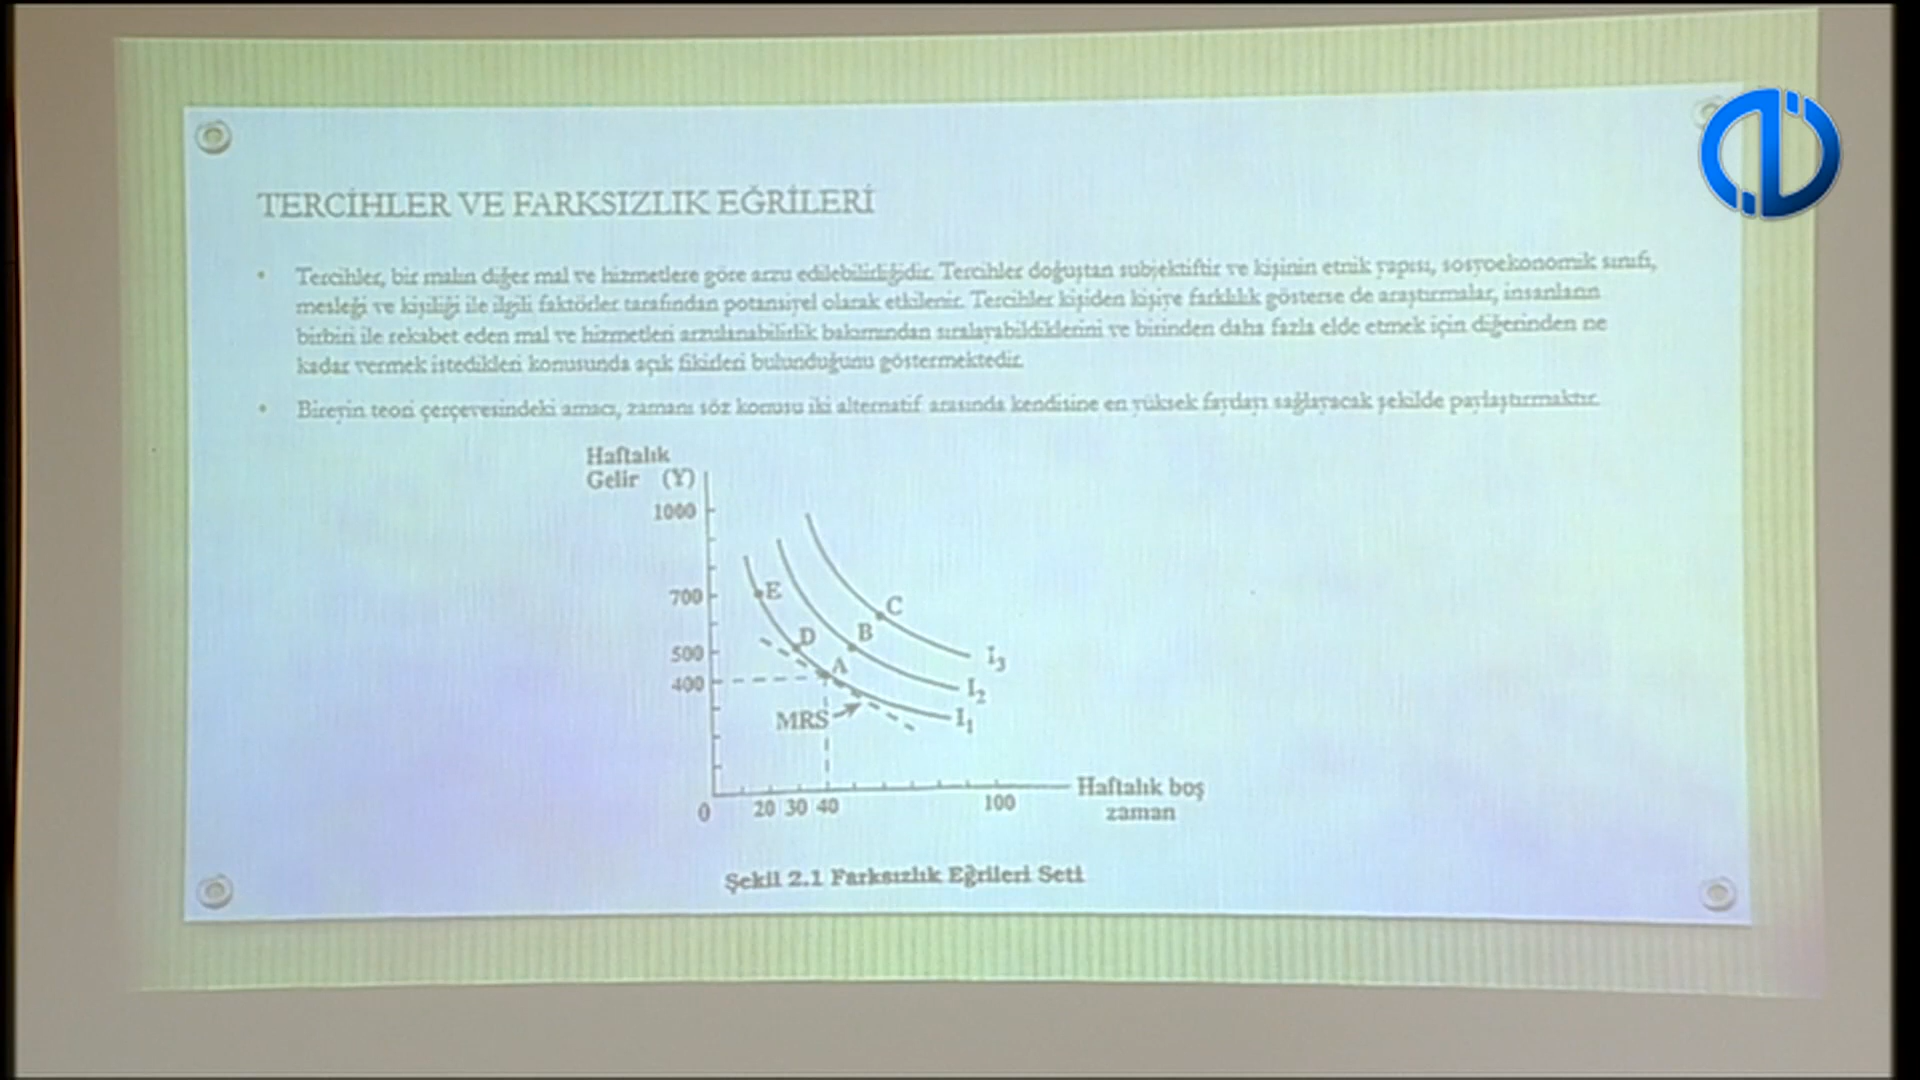 TERCİHLER VE FARKSIZLIK EĞRİLERİ
• Tercihler, bir malın diğer mal ve hizmetlere göre arzu edilebilirliğidir. Tercihler doğuştan subjektiftir ve kişinin etnik yapısı, sosyoekonomik sınıfı,
mesleği ve kişiliği ile ilgili faktörler tarafından potansiyel olarak etkilenir. Tercihler kişiden kişiye farklılık gösterse de araştırmalar, insanların
birbiri ile rekabet eden mal ve hizmetleri arzulanabilirlik bakımından sıralayabildiklerini ve birinden daha fazla elde etmek için diğerinden ne
kadar vermek istedikleri konusunda açık fikirleri bulunduğunu göstermektedir.
• Bireyin teori çerçevesindeki amacı, zamanı söz konusu iki alternatif arasında kendisine en yüksek faydayı sağlayacak şekilde paylaştırmaktır.
Haftalık
Gelir (Y)
1000
700
500
400
E
D
A
B
C
I3
I2
I1
MRS
0 20 30 40 100
Haftalık boş
zaman
Şekil 2.1 Farksızlık Eğrileri Seti